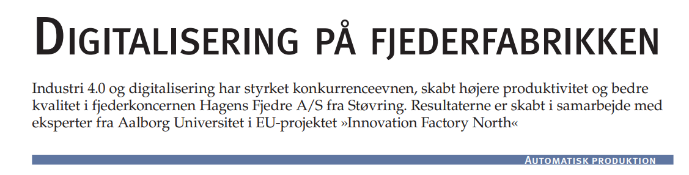 Digitalisering på fjederfabrikken
Industri 4.0 og digitalisering har styrket konkurrenceevnen, skabt højere produktivitet og bedre
kvalitet i fjederkoncernen Hagens Fjedre A/S fra Støvring. Resultaterne er skabt i samarbejde med
eksperter fra Aalborg Universitet i EU-projektet »Innovation Factory North«
Automatisk produktion